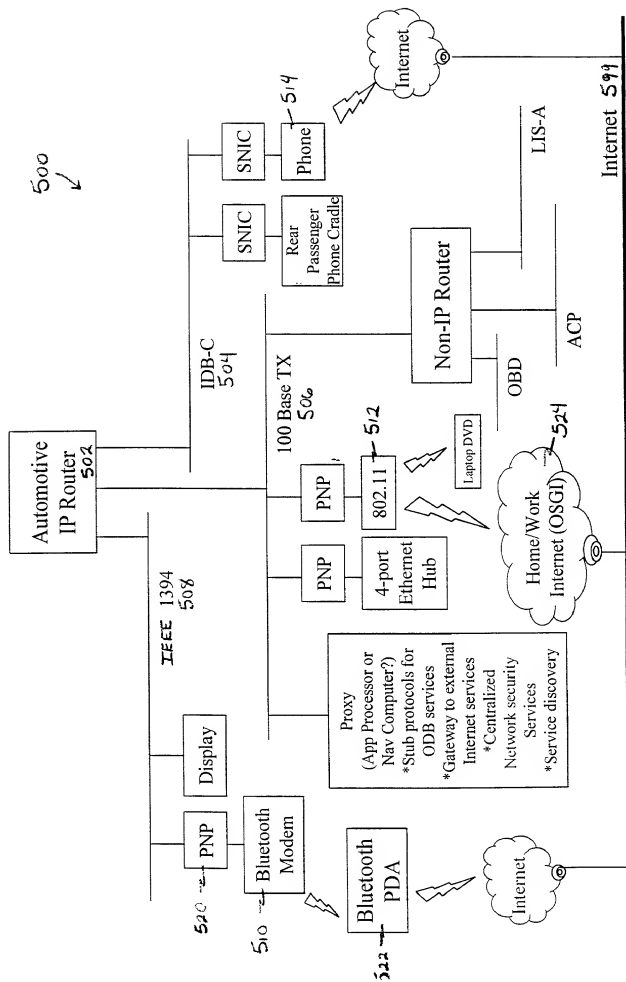 500
Automotive
IP Router
502
IEEE 1394
508
IDB-C
504
100 Base TX
506
Display
520
PNP
510
Bluetooth
Modem
522
Bluetooth
PDA
Internet
Proxy
(App Processor or
Nav Computer?)
*Stub protocols for
ODB services
*Gateway to external
Internet services
*Centralized
Network security
Services
*Service discovery
PNP
4-port
Ethernet
Hub
PNP
802.11
512
Laptop DVD
Home/Work
Internet (OSGI)
524
SNIC
Rear
Passenger
Phone Cradle
SNIC
Phone
514
Internet
Non-IP Router
OBD
ACP
LIS-A
Internet 599